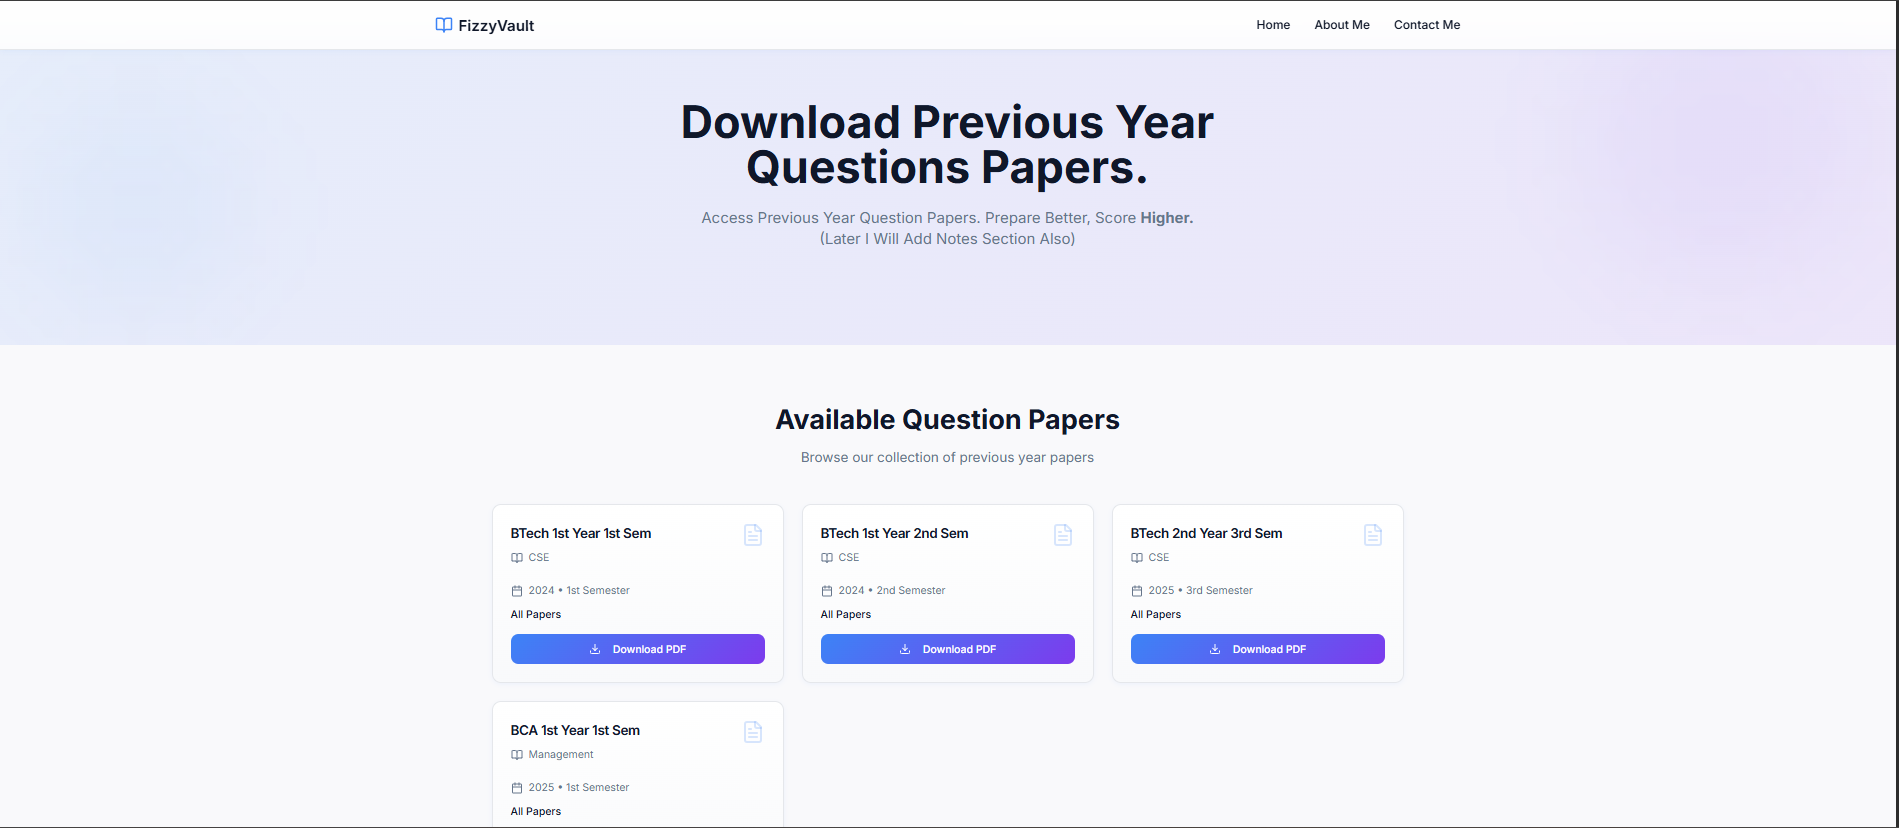 FizzyVault
Home About Me Contact Me
Download Previous Year
Questions Papers.
Access Previous Year Question Papers. Prepare Better, Score Higher.
(Later I Will Add Notes Section Also)
Available Question Papers
Browse our collection of previous year papers
BTech 1st Year 1st Sem
CSE
2024 • 1st Semester
All Papers
Download PDF
BTech 1st Year 2nd Sem
CSE
2024 • 2nd Semester
All Papers
Download PDF
BTech 2nd Year 3rd Sem
CSE
2025 • 3rd Semester
All Papers
Download PDF
BCA 1st Year 1st Sem
Management
2025 • 1st Semester
All Papers